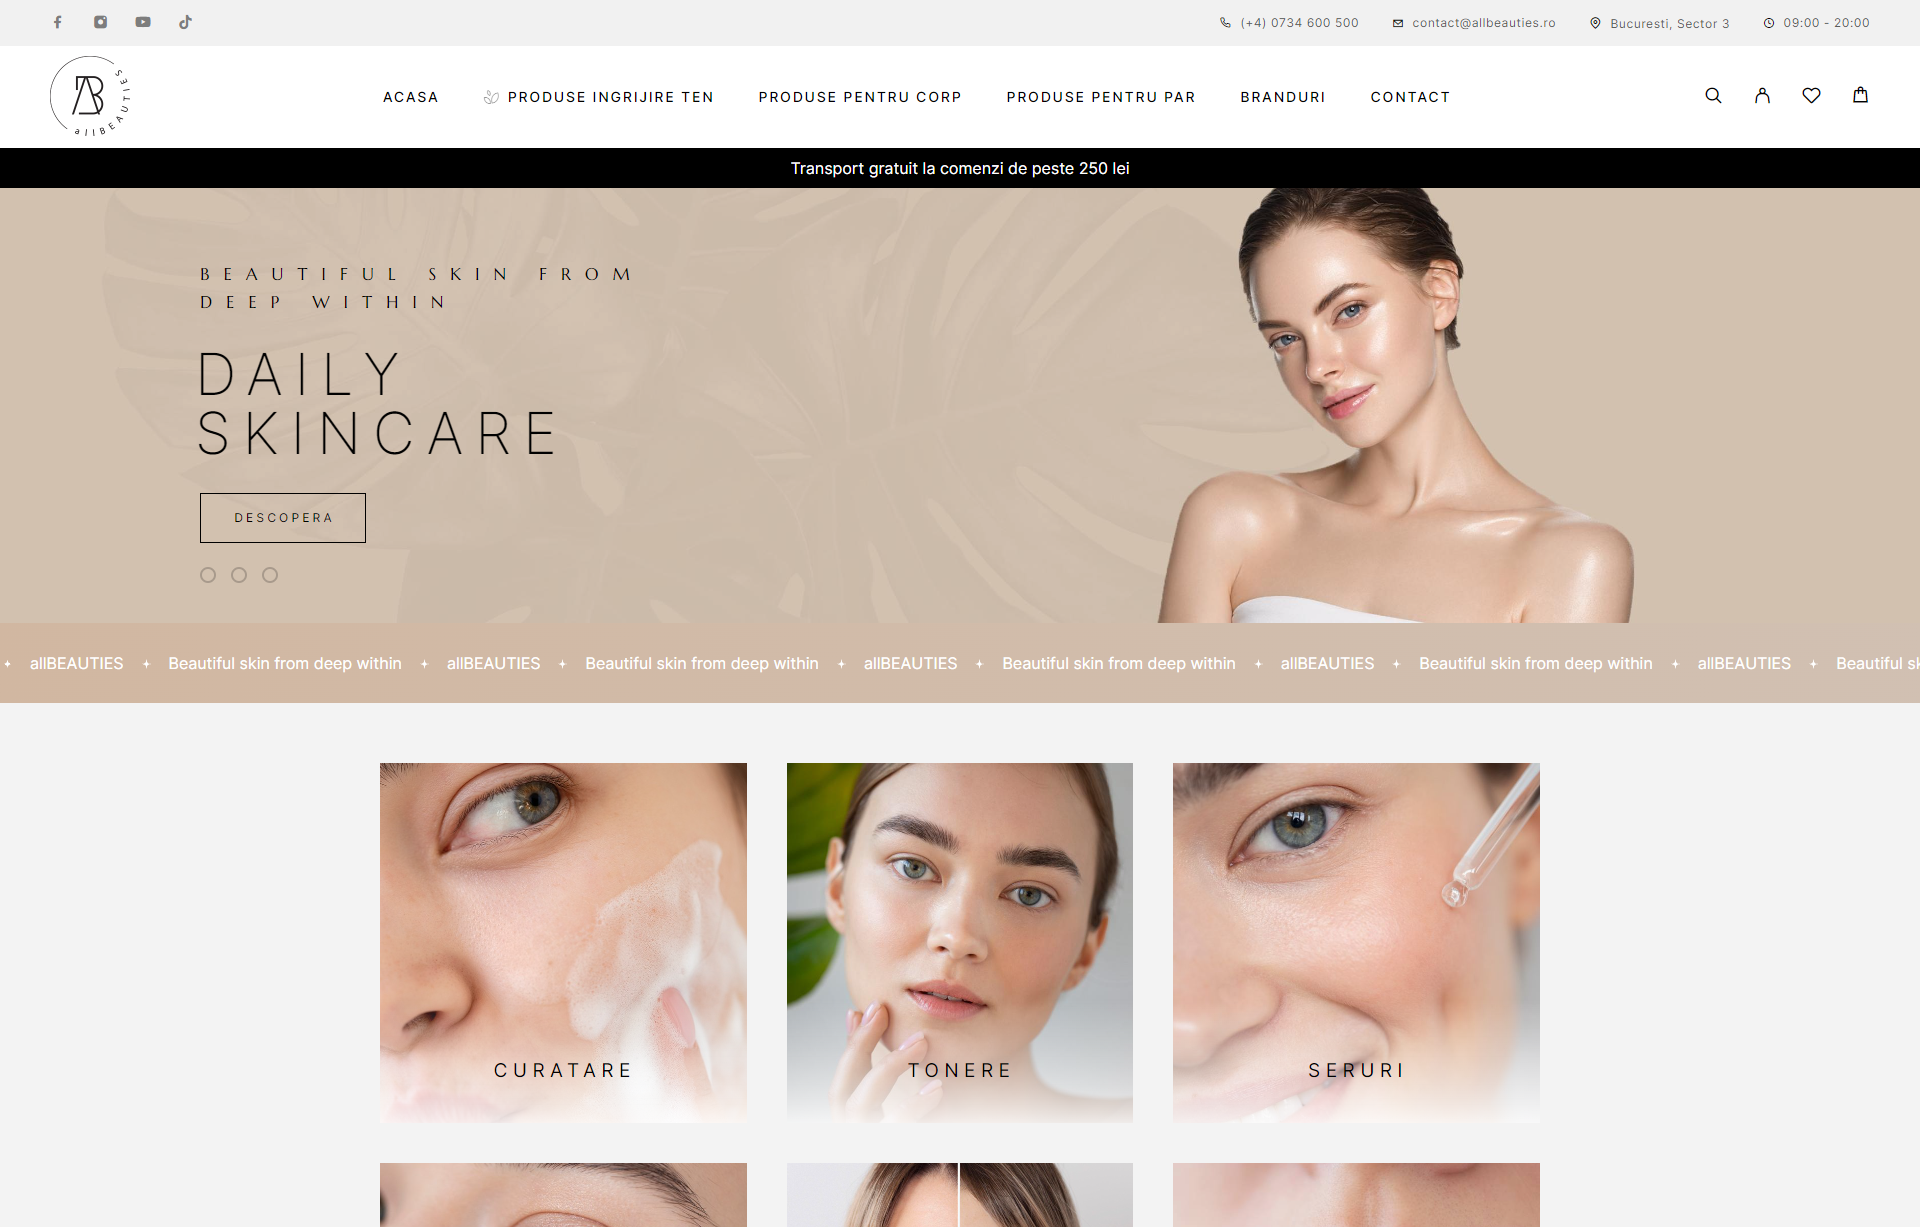 (+4) 0734 600 500
contact@allbeauties.ro
Bucuresti, Sector 3
09:00 - 20:00
AB
allBEAUTIES
ACASA
PRODUSE INGRIJIRE TEN
PRODUSE PENTRU CORP
PRODUSE PENTRU PAR
BRANDURI
CONTACT
Transport gratuit la comenzi de peste 250 lei
BEAUTIFUL SKIN FROM
DEEP WITHIN
DAILY
SKINCARE
DESCOPERA
allBEAUTIES Beautiful skin from deep within allBEAUTIES Beautiful skin from deep within allBEAUTIES Beautiful skin from deep within allBEAUTIES Beautiful skin from deep within allBEAUTIES Beautiful sk
CURATARE
TONERE
SERURI